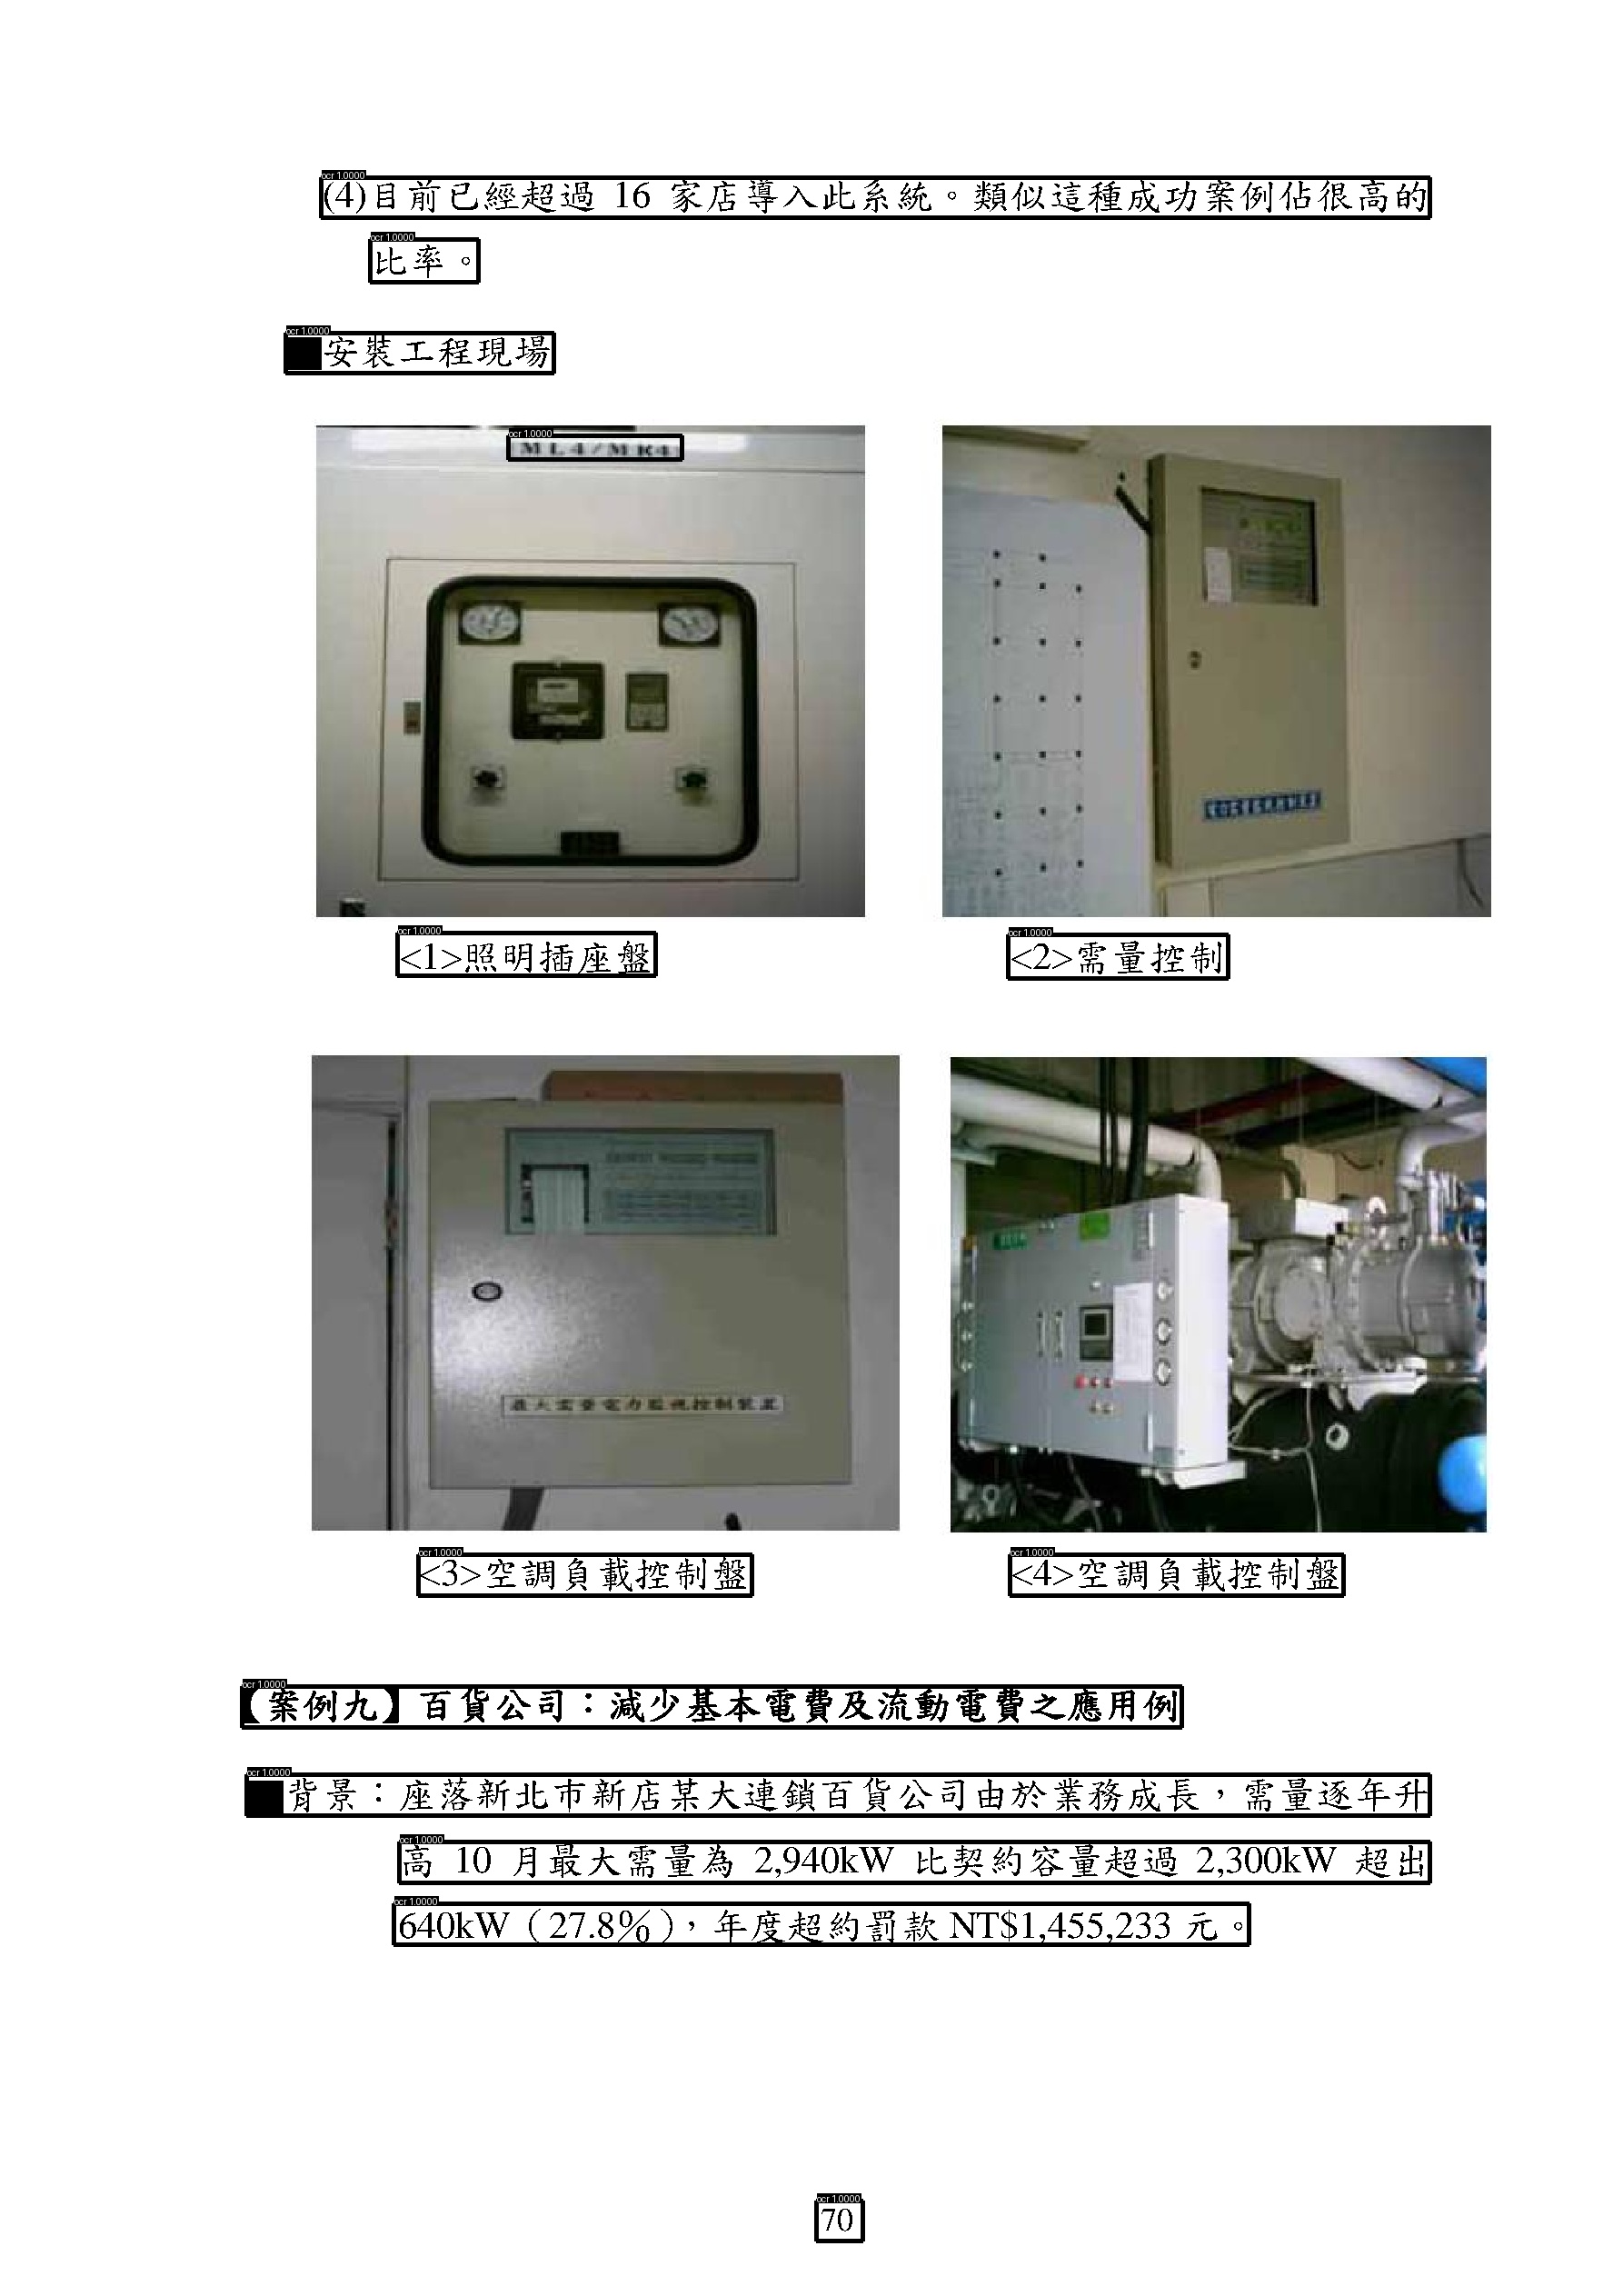 (4)目前已經超過 16 家店導入此系統。類似這種成功案例佔很高的
比率。
■安裝工程現場
ML4/MR4
<1>照明插座盤
<2>需量控制
最大需量電力監視控制裝置
<3>空調負載控制盤
<4>空調負載控制盤
【案例九】百貨公司：減少基本電費及流動電費之應用例
■背景：座落新北市新店某大連鎖百貨公司由於業務成長，需量逐年升
高 10 月最大需量為 2,940kW 比契約容量超過 2,300kW 超出
640kW（27.8%），年度超約罰款 NT$1,455,233 元。
70